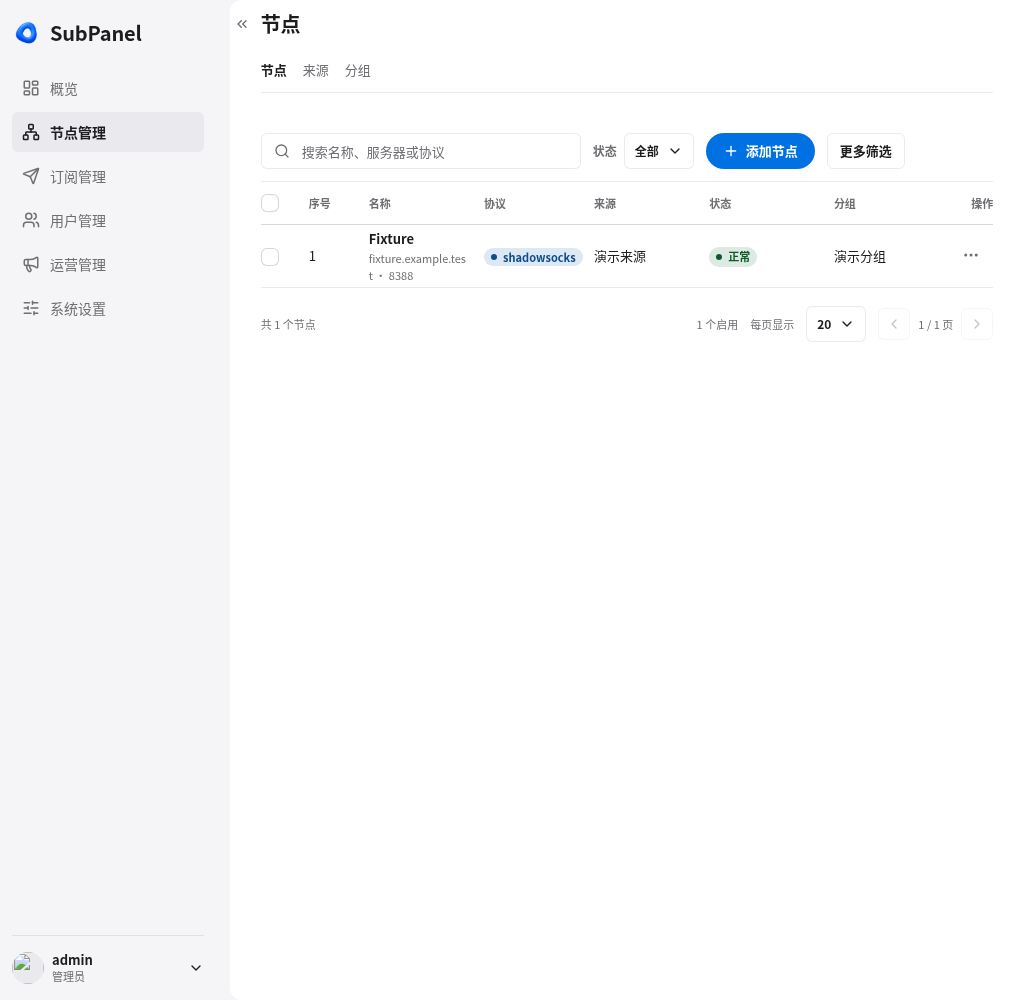 SubPanel
概览
节点管理
订阅管理
用户管理
运营管理
系统设置
admin
管理员
节点
节点 来源 分组
搜索名称、服务器或协议 状态 全部 添加节点 更多筛选
序号 名称 协议 来源 状态 分组 操作
1 Fixture shadowsocks 演示来源 正常 演示分组
fixture.example.tes
t · 8388
共 1 个节点 1 个启用 每页显示 20 1 / 1 页